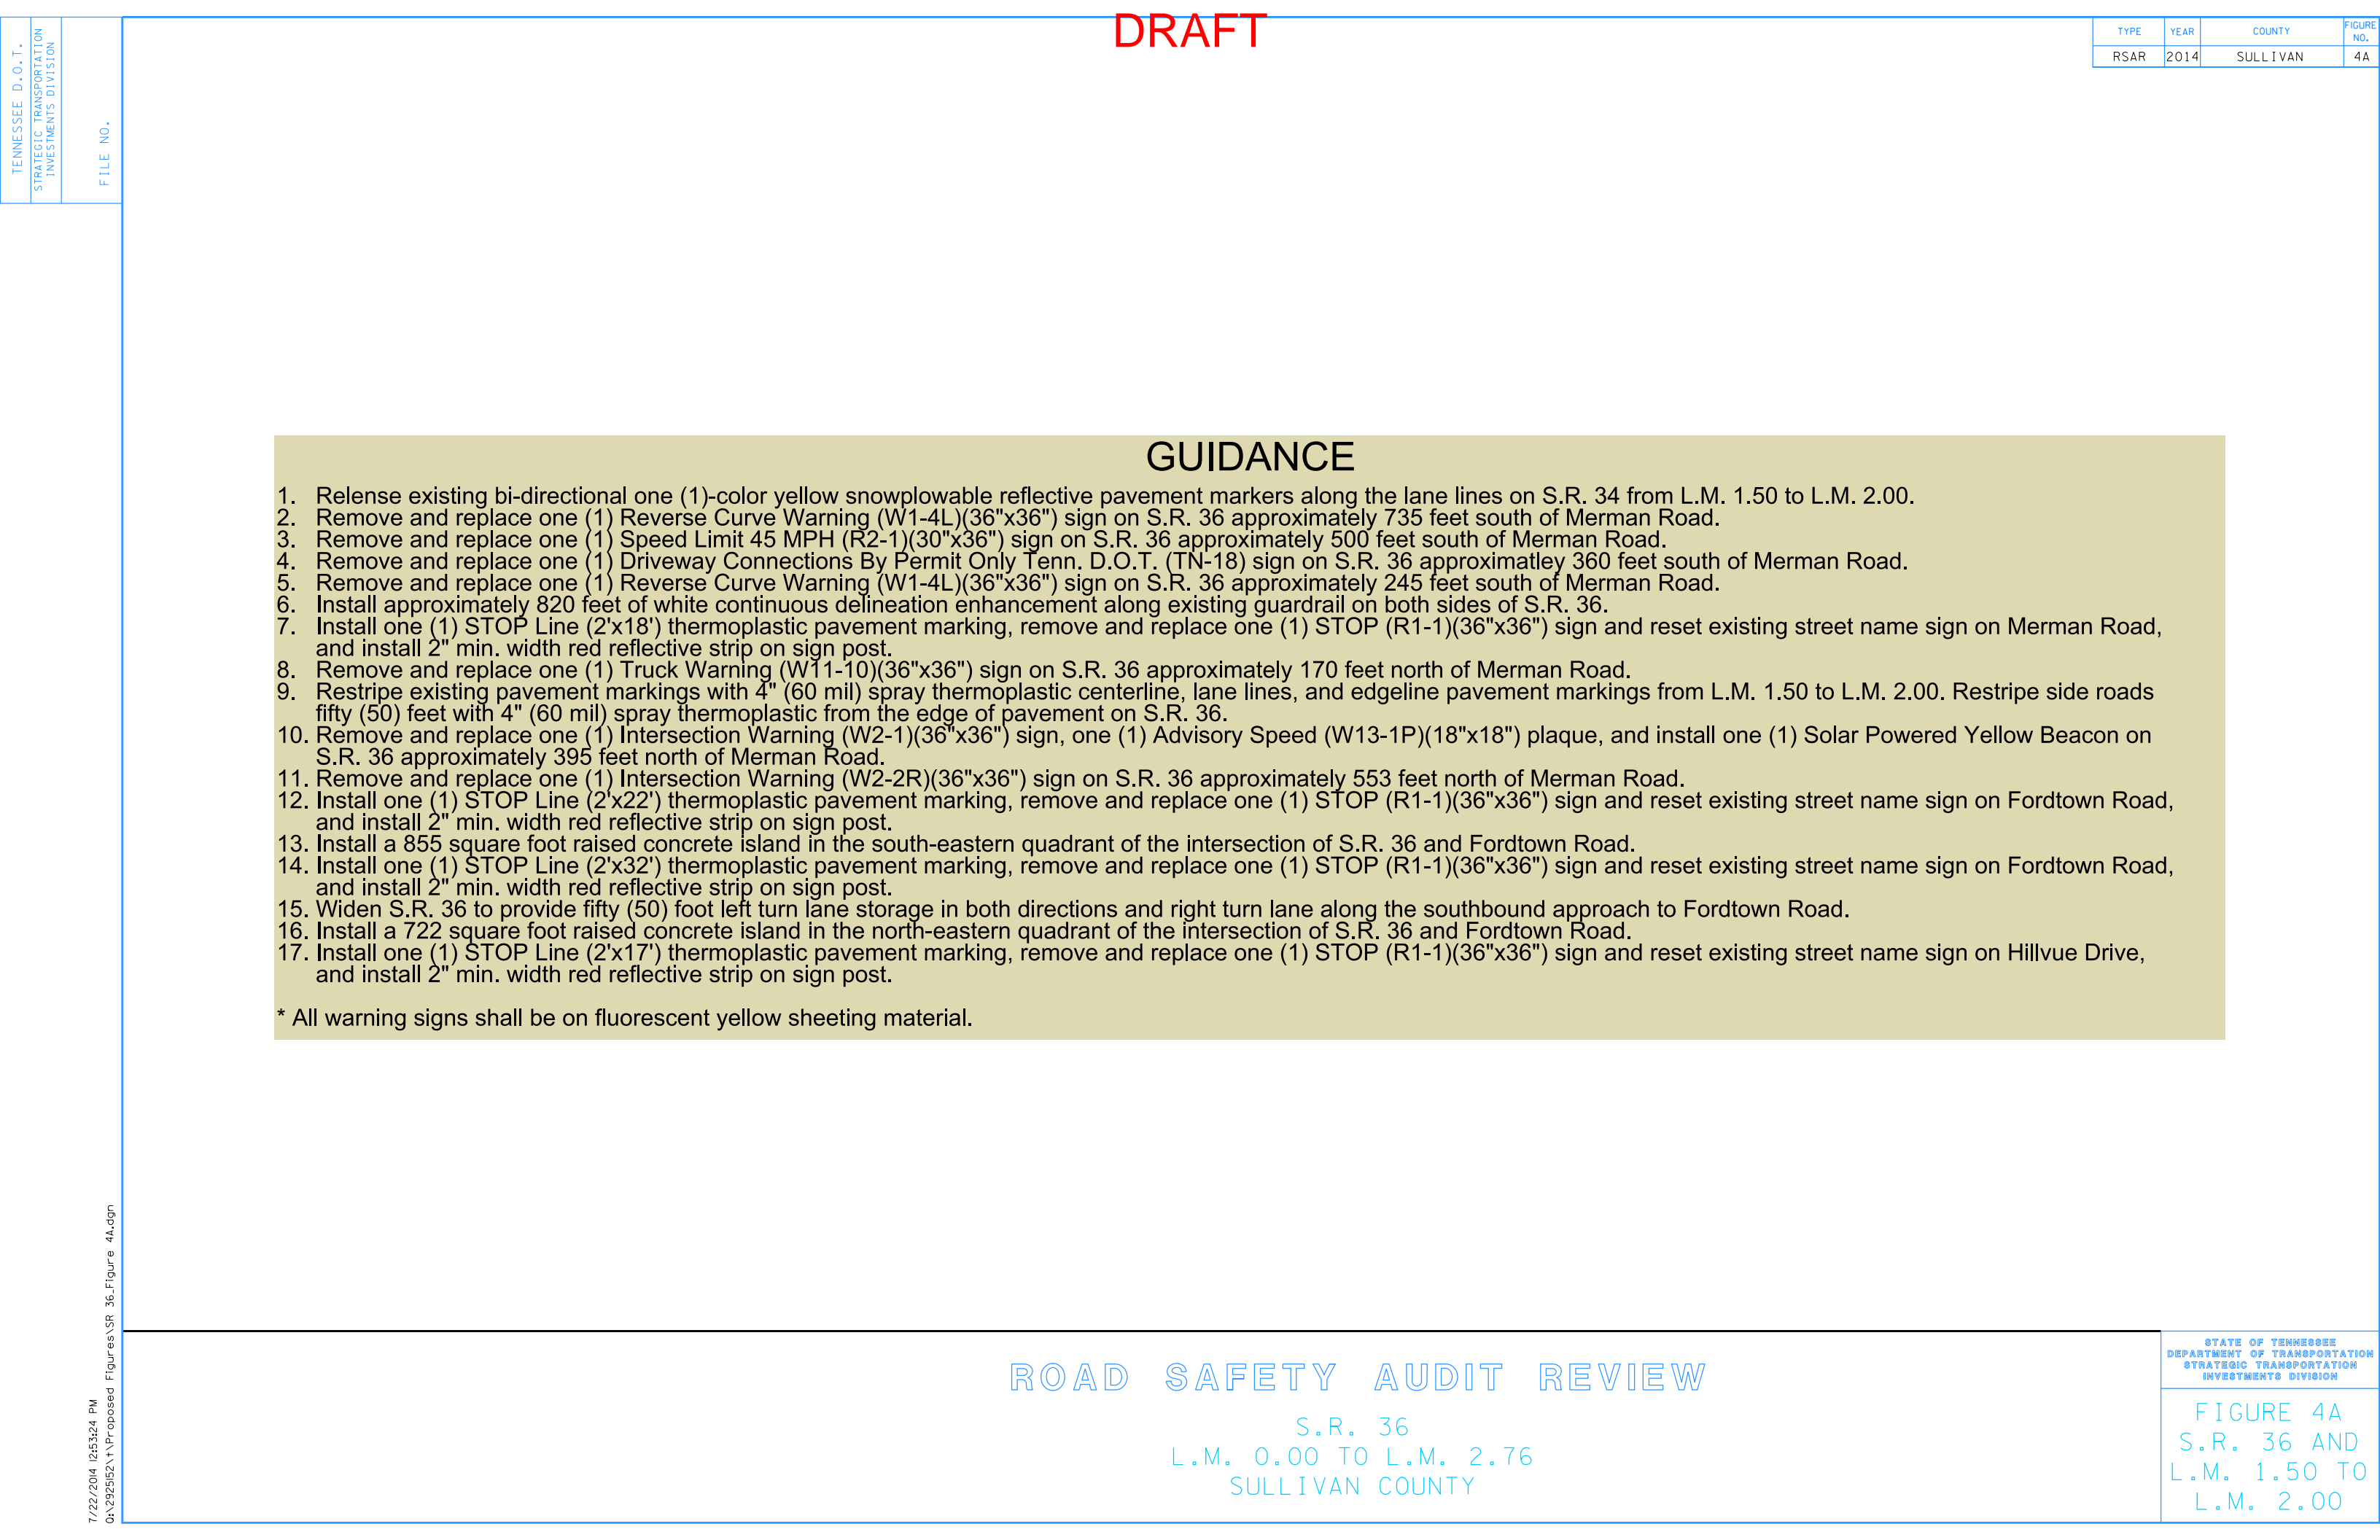 DRAFT
TYPE YEAR COUNTY FIGURE NO.
RSAR 2014 SULLIVAN 4A
TENNESSEE D.O.T.
STRATEGIC TRANSPORTATION
INVESTMENTS DIVISION
FILE NO.
GUIDANCE
1. Relense existing bi-directional one (1)-color yellow snowplowable reflective pavement markers along the lane lines on S.R. 34 from L.M. 1.50 to L.M. 2.00.
2. Remove and replace one (1) Reverse Curve Warning (W1-4L)(36"x36") sign on S.R. 36 approximately 735 feet south of Merman Road.
3. Remove and replace one (1) Speed Limit 45 MPH (R2-1)(30"x36") sign on S.R. 36 approximately 500 feet south of Merman Road.
4. Remove and replace one (1) Driveway Connections By Permit Only Tenn. D.O.T. (TN-18) sign on S.R. 36 approximatley 360 feet south of Merman Road.
5. Remove and replace one (1) Reverse Curve Warning (W1-4L)(36"x36") sign on S.R. 36 approximately 245 feet south of Merman Road.
6. Install approximately 820 feet of white continuous delineation enhancement along existing guardrail on both sides of S.R. 36.
7. Install one (1) STOP Line (2'x18') thermoplastic pavement marking, remove and replace one (1) STOP (R1-1)(36"x36") sign and reset existing street name sign on Merman Road,
and install 2" min. width red reflective strip on sign post.
8. Remove and replace one (1) Truck Warning (W11-10)(36"x36") sign on S.R. 36 approximately 170 feet north of Merman Road.
9. Restripe existing pavement markings with 4" (60 mil) spray thermoplastic centerline, lane lines, and edgeline pavement markings from L.M. 1.50 to L.M. 2.00. Restripe side roads
fifty (50) feet with 4" (60 mil) spray thermoplastic from the edge of pavement on S.R. 36.
10. Remove and replace one (1) Intersection Warning (W2-1)(36"x36") sign, one (1) Advisory Speed (W13-1P)(18"x18") plaque, and install one (1) Solar Powered Yellow Beacon on
S.R. 36 approximately 395 feet north of Merman Road.
11. Remove and replace one (1) Intersection Warning (W2-2R)(36"x36") sign on S.R. 36 approximately 553 feet north of Merman Road.
12. Install one (1) STOP Line (2'x22') thermoplastic pavement marking, remove and replace one (1) STOP (R1-1)(36"x36") sign and reset existing street name sign on Fordtown Road,
and install 2" min. width red reflective strip on sign post.
13. Install a 855 square foot raised concrete island in the south-eastern quadrant of the intersection of S.R. 36 and Fordtown Road.
14. Install one (1) STOP Line (2'x32') thermoplastic pavement marking, remove and replace one (1) STOP (R1-1)(36"x36") sign and reset existing street name sign on Fordtown Road,
and install 2" min. width red reflective strip on sign post.
15. Widen S.R. 36 to provide fifty (50) foot left turn lane storage in both directions and right turn lane along the southbound approach to Fordtown Road.
16. Install a 722 square foot raised concrete island in the north-eastern quadrant of the intersection of S.R. 36 and Fordtown Road.
17. Install one (1) STOP Line (2'x17') thermoplastic pavement marking, remove and replace one (1) STOP (R1-1)(36"x36") sign and reset existing street name sign on Hillvue Drive,
and install 2" min. width red reflective strip on sign post.
* All warning signs shall be on fluorescent yellow sheeting material.
7/22/2014 12:53:24 PM
Q:\2925152\t\Proposed Figures\SR 36_Figure 4A.dgn
ROAD SAFETY AUDIT REVIEW
S.R. 36
L.M. 0.00 TO L.M. 2.76
SULLIVAN COUNTY
STATE OF TENNESSEE
DEPARTMENT OF TRANSPORTATION
STRATEGIC TRANSPORTATION
INVESTMENTS DIVISION
FIGURE 4A
S.R. 36 AND
L.M. 1.50 TO
L.M. 2.00